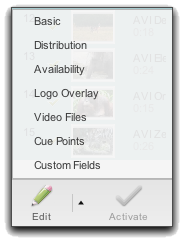 Basic
Distribution
Availability
Logo Overlay
Video Files
Cue Points
Custom Fields
Edit
Activate